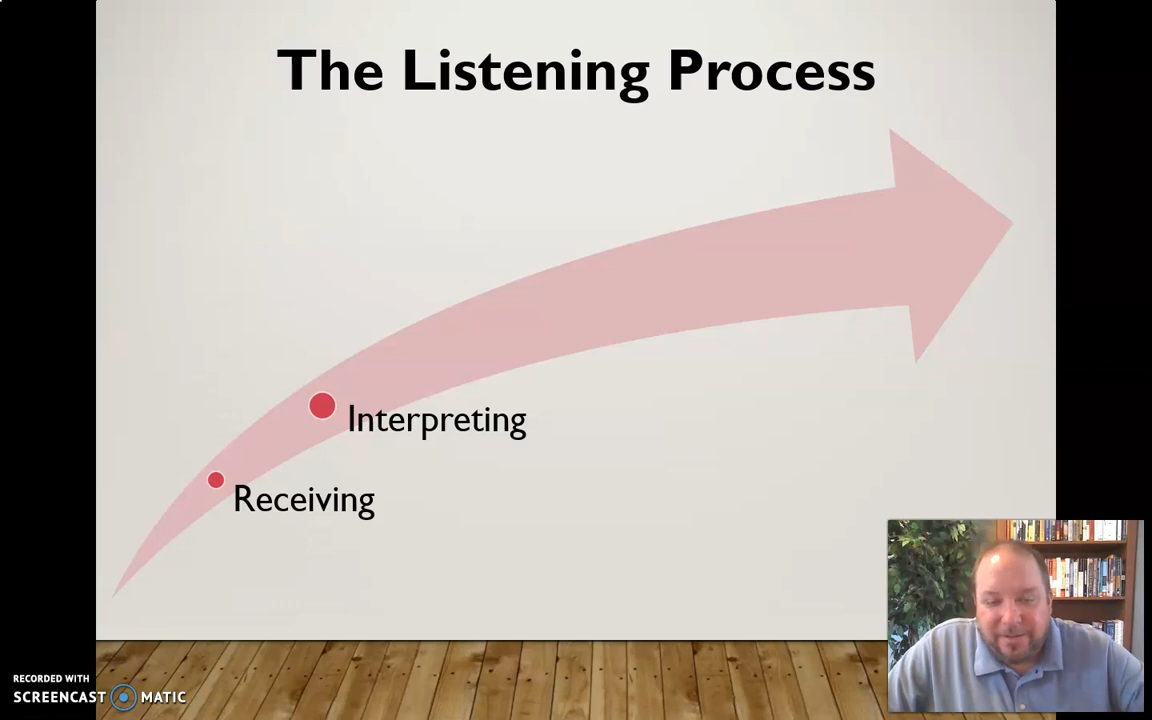 The Listening Process
Interpreting
Receiving
RECORDED WITH
SCREENCAST MATIC